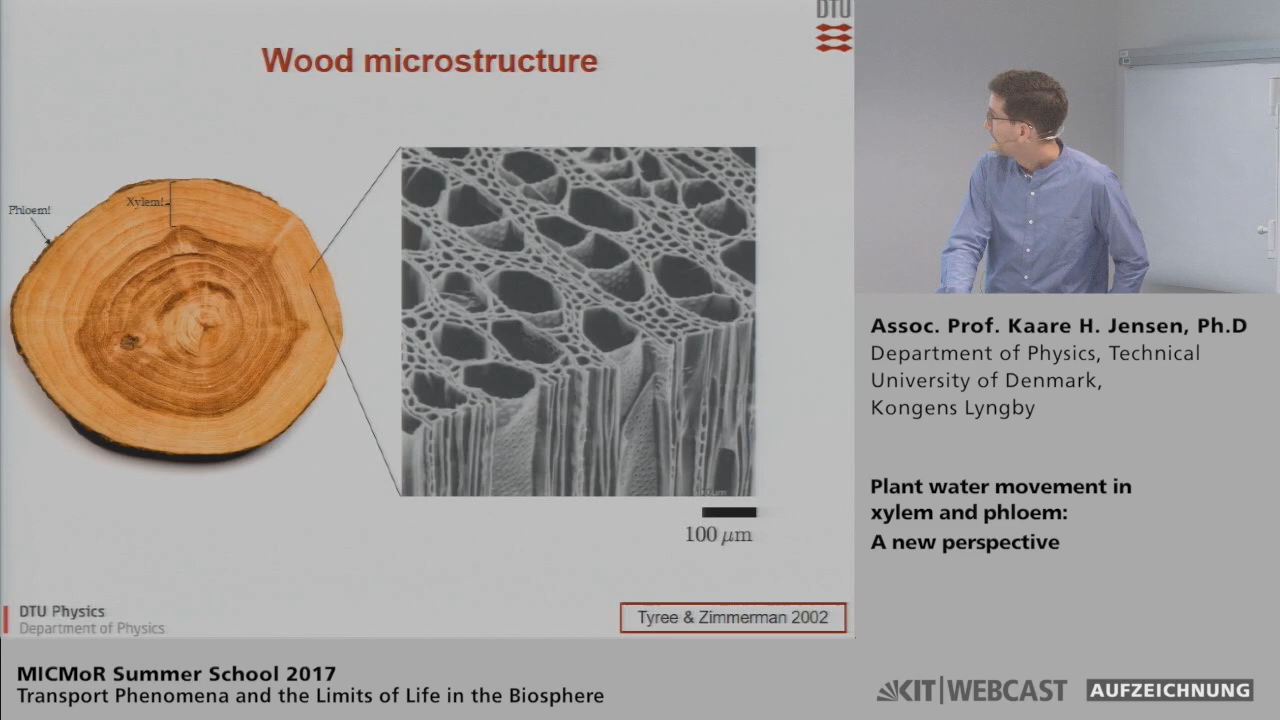 DTU
Wood microstructure
Phloem!
Xylem!
100 μm
DTU Physics
Department of Physics
Tyree & Zimmerman 2002
Assoc. Prof. Kaare H. Jensen, Ph.D
Department of Physics, Technical
University of Denmark,
Kongens Lyngby
Plant water movement in
xylem and phloem:
A new perspective
MICMoR Summer School 2017
Transport Phenomena and the Limits of Life in the Biosphere
KIT|WEBCAST
AUFZEICHNUNG